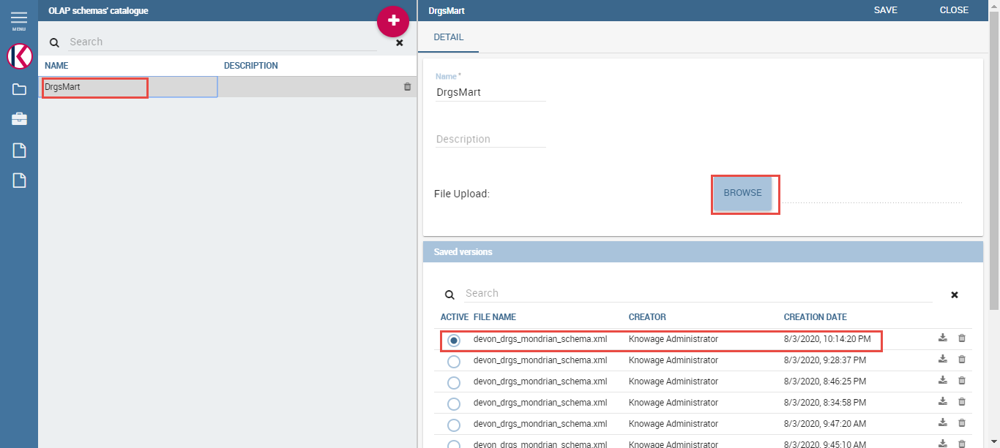 MENU
OLAP schemas' catalogue
Search
NAME DESCRIPTION
DrgsMart
DrgsMart SAVE CLOSE
DETAIL
Name *
DrgsMart
Description
File Upload: BROWSE
Saved versions
Search
ACTIVE FILE NAME CREATOR CREATION DATE
devon_drgs_mondrian_schema.xml Knowage Administrator 8/3/2020, 10:14:20 PM
devon_drgs_mondrian_schema.xml Knowage Administrator 8/3/2020, 9:28:37 PM
devon_drgs_mondrian_schema.xml Knowage Administrator 8/3/2020, 8:46:25 PM
devon_drgs_mondrian_schema.xml Knowage Administrator 8/3/2020, 8:34:58 PM
devon_drgs_mondrian_schema.xml Knowage Administrator 8/3/2020, 9:47:20 AM
devon_drgs_mondrian_schema.xml Knowage Administrator 8/3/2020, 9:45:10 AM